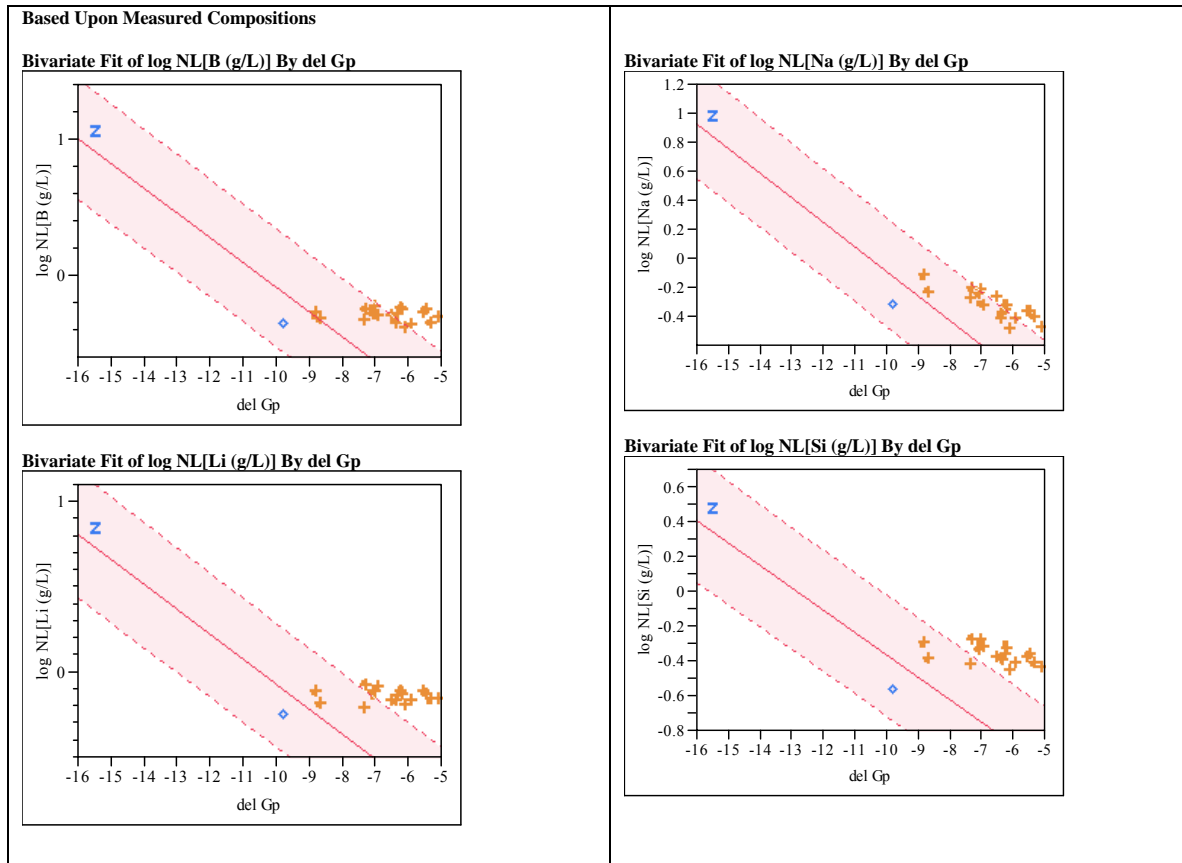 Based Upon Measured Compositions
Bivariate Fit of log NL[B (g/L)] By del Gp
log NL[B (g/L)]
1
0
-16 -15 -14 -13 -12 -11 -10 -9 -8 -7 -6 -5
del Gp
Z
Bivariate Fit of log NL[Li (g/L)] By del Gp
log NL[Li (g/L)]
1
0
-16 -15 -14 -13 -12 -11 -10 -9 -8 -7 -6 -5
del Gp
Z
Bivariate Fit of log NL[Na (g/L)] By del Gp
log NL[Na (g/L)]
1.2
1
0.8
0.6
0.4
0.2
0
-0.2
-0.4
-16 -15 -14 -13 -12 -11 -10 -9 -8 -7 -6 -5
del Gp
Z
Bivariate Fit of log NL[Si (g/L)] By del Gp
log NL[Si (g/L)]
0.6
0.4
0.2
0
-0.2
-0.4
-0.6
-0.8
-16 -15 -14 -13 -12 -11 -10 -9 -8 -7 -6 -5
del Gp
Z